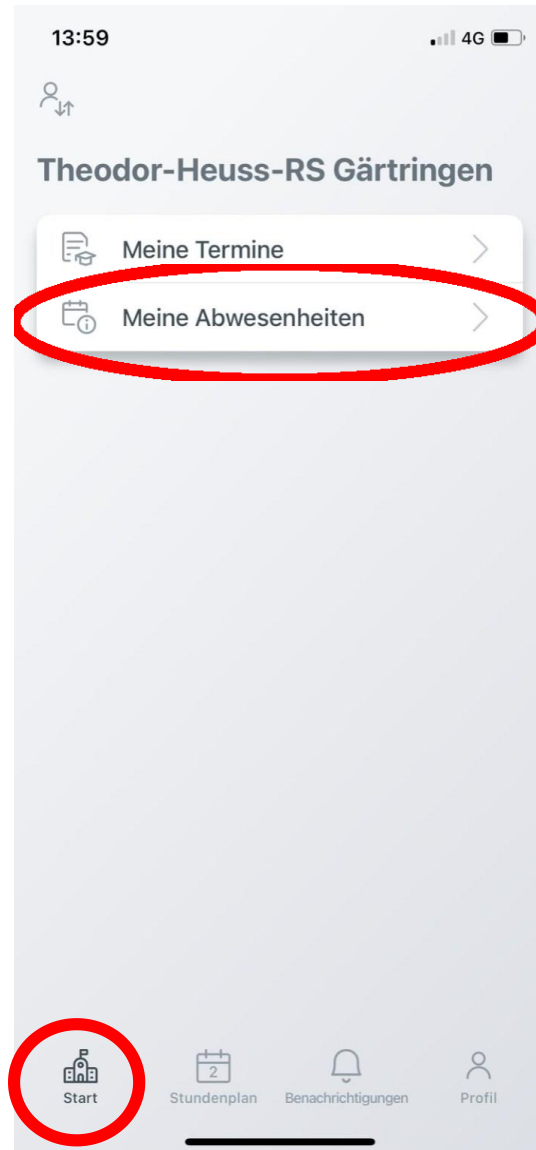 13:59
4G
Theodor-Heuss-RS Gärtringen
Meine Termine
Meine Abwesenheiten
2
Start
Stundenplan
Benachrichtigungen
Profil